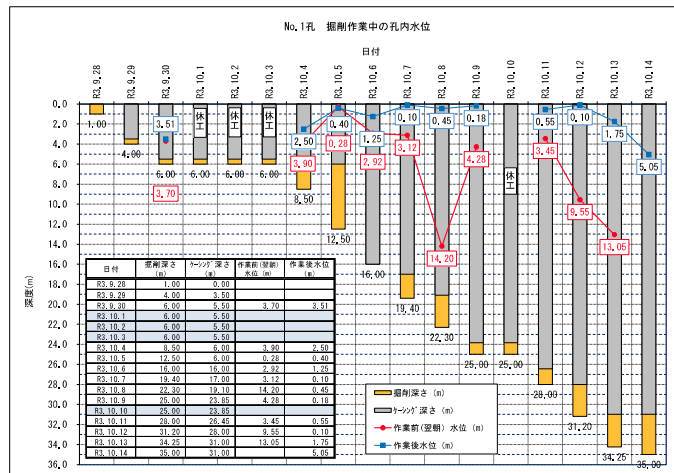 No.1孔　掘削作業中の孔内水位
日付
R3.9.28 R3.9.29 R3.9.30 R3.10.1 R3.10.2 R3.10.3 R3.10.4 R3.10.5 R3.10.6 R3.10.7 R3.10.8 R3.10.9 R3.10.10 R3.10.11 R3.10.12 R3.10.13 R3.10.14
深度(m)
0.0
2.0
4.0
6.0
8.0
10.0
12.0
14.0
16.0
18.0
20.0
22.0
24.0
26.0
28.0
30.0
32.0
34.0
36.0
休工 休工 休工 休工
3.51 2.50 0.40 1.25 0.10 0.45 0.18 0.55 0.10 1.75 5.05
3.70 3.90 0.28 2.92 3.12 14.20 4.28 3.45 9.55 13.05
1.00 4.00 6.00 6.00 6.00 6.00 8.50 12.50 16.00 19.40 22.30 25.00 25.00 28.00 31.20 34.25 35.00
日付 掘削深さ(m) ケーシング深さ(m) 作業前(翌朝)水位(m) 作業後水位(m)
R3.9.28 1.00 0.00
R3.9.29 4.00 3.50
R3.9.30 6.00 5.50 3.70 3.51
R3.10.1 6.00 5.50
R3.10.2 6.00 5.50
R3.10.3 6.00 5.50
R3.10.4 8.50 6.00 3.90 2.50
R3.10.5 12.50 6.00 0.28 0.40
R3.10.6 16.00 16.00 2.92 1.25
R3.10.7 19.40 17.00 3.12 0.10
R3.10.8 22.30 19.10 14.20 0.45
R3.10.9 25.00 23.85 4.28 0.18
R3.10.10 25.00 23.85
R3.10.11 28.00 26.45 3.45 0.55
R3.10.12 31.20 28.00 9.55 0.10
R3.10.13 34.25 31.00 13.05 1.75
R3.10.14 35.00 31.00 5.05
掘削深さ (m)
ケーシング深さ (m)
作業前(翌朝) 水位 (m)
作業後水位 (m)